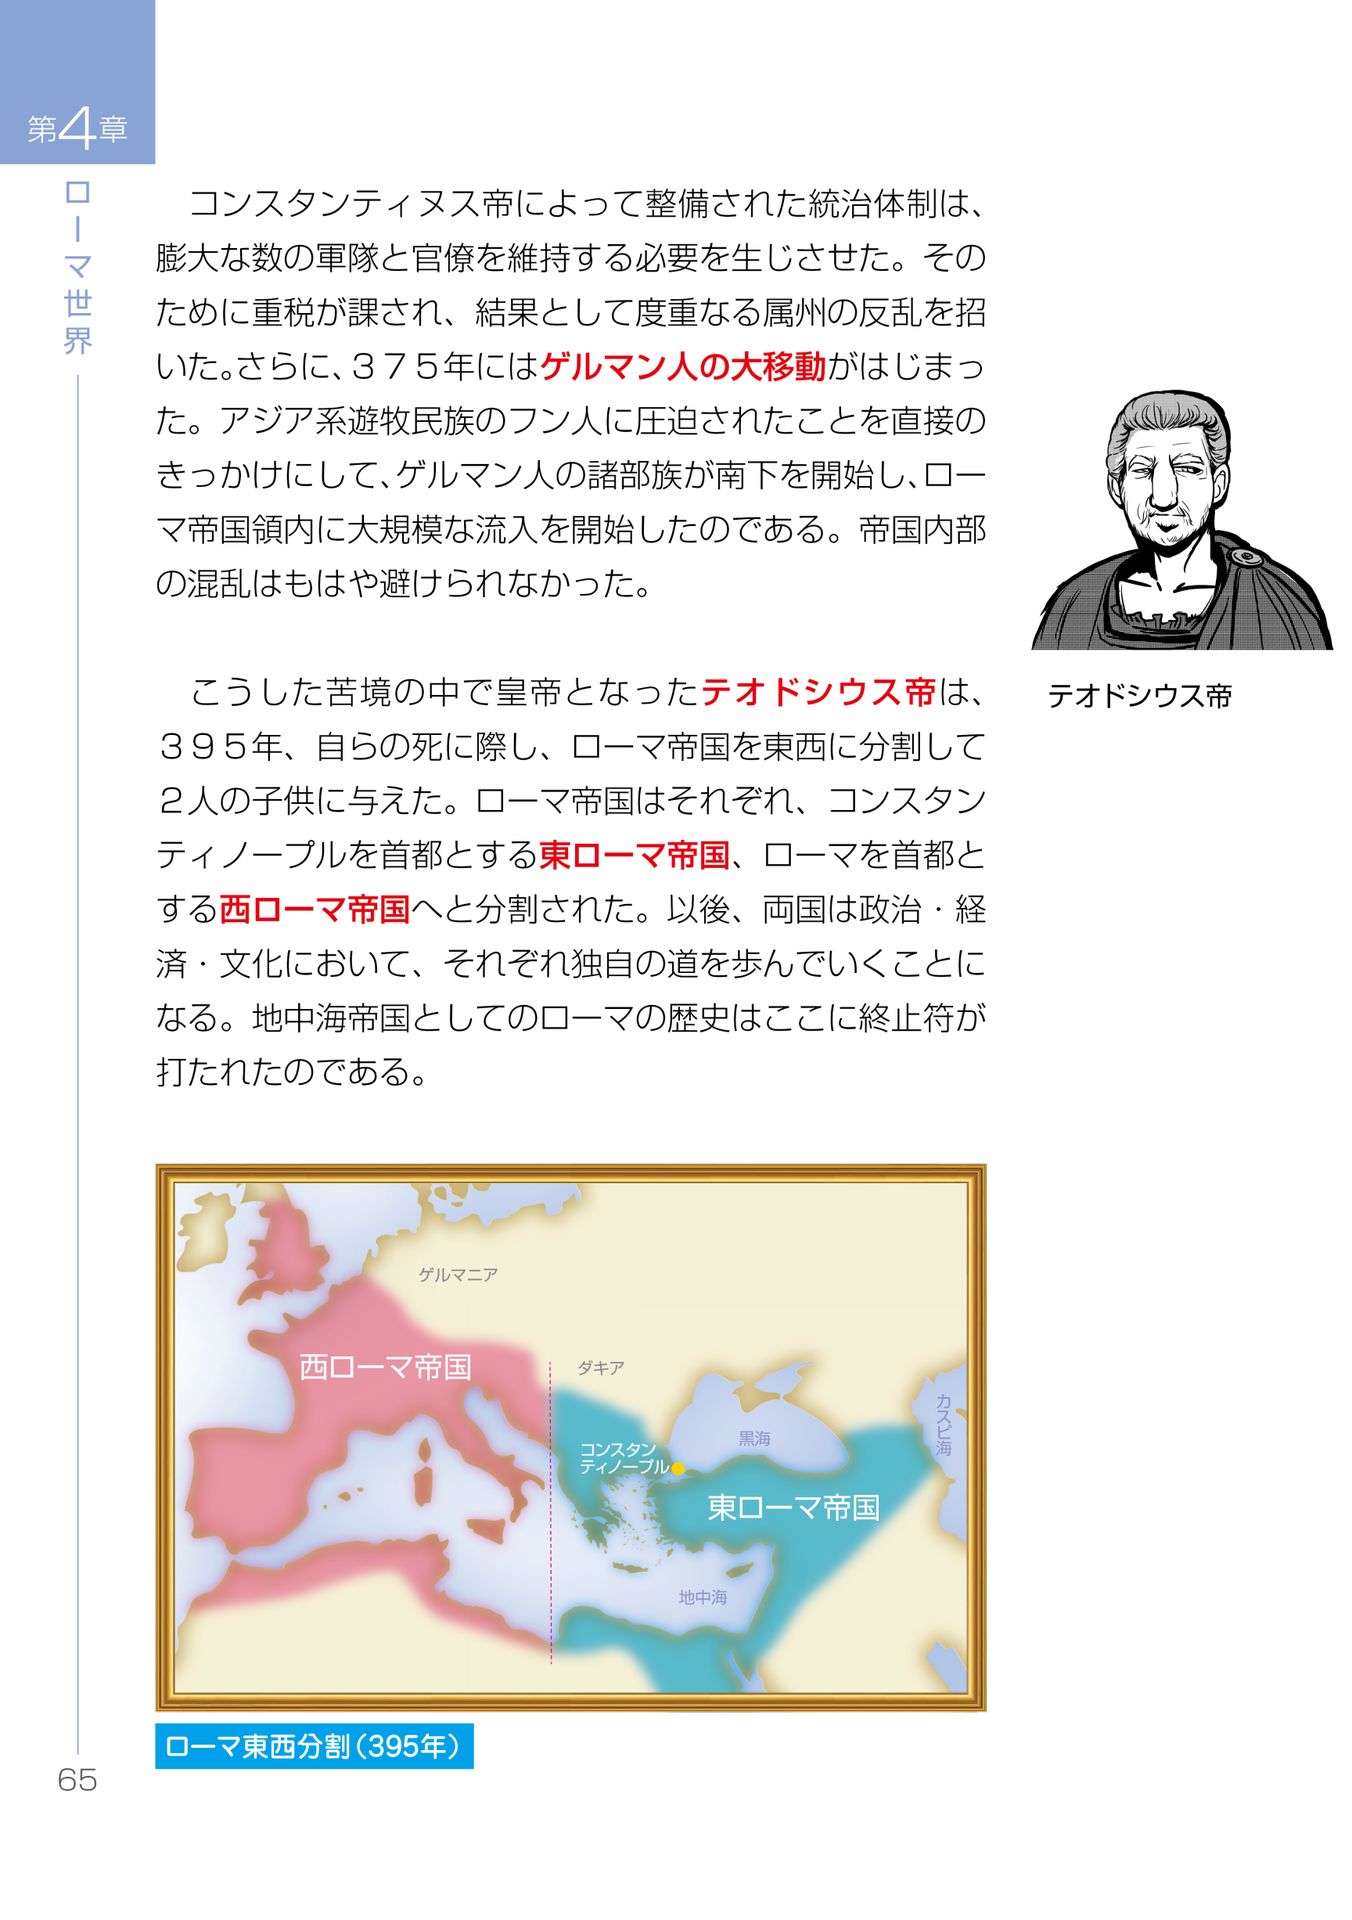 第4章
ローマ世界
コンスタンティヌス帝によって整備された統治体制は、
膨大な数の軍隊と官僚を維持する必要を生じさせた。その
ために重税が課され、結果として度重なる属州の反乱を招
いた。さらに、３７５年にはゲルマン人の大移動がはじまっ
た。アジア系遊牧民族のフン人に圧迫されたことを直接の
きっかけにして、ゲルマン人の諸部族が南下を開始し、ロー
マ帝国領内に大規模な流入を開始したのである。帝国内部
の混乱はもはや避けられなかった。
テオドシウス帝
こうした苦境の中で皇帝となったテオドシウス帝は、
３９５年、自らの死に際し、ローマ帝国を東西に分割して
２人の子供に与えた。ローマ帝国はそれぞれ、コンスタン
ティノープルを首都とする東ローマ帝国、ローマを首都と
する西ローマ帝国へと分割された。以後、両国は政治・経
済・文化において、それぞれ独自の道を歩んでいくことに
なる。地中海帝国としてのローマの歴史はここに終止符が
打たれたのである。
ゲルマニア
西ローマ帝国
ダキア
カスピ海
黒海
コンスタン
ティノープル
東ローマ帝国
地中海
ローマ東西分割（395年）
65